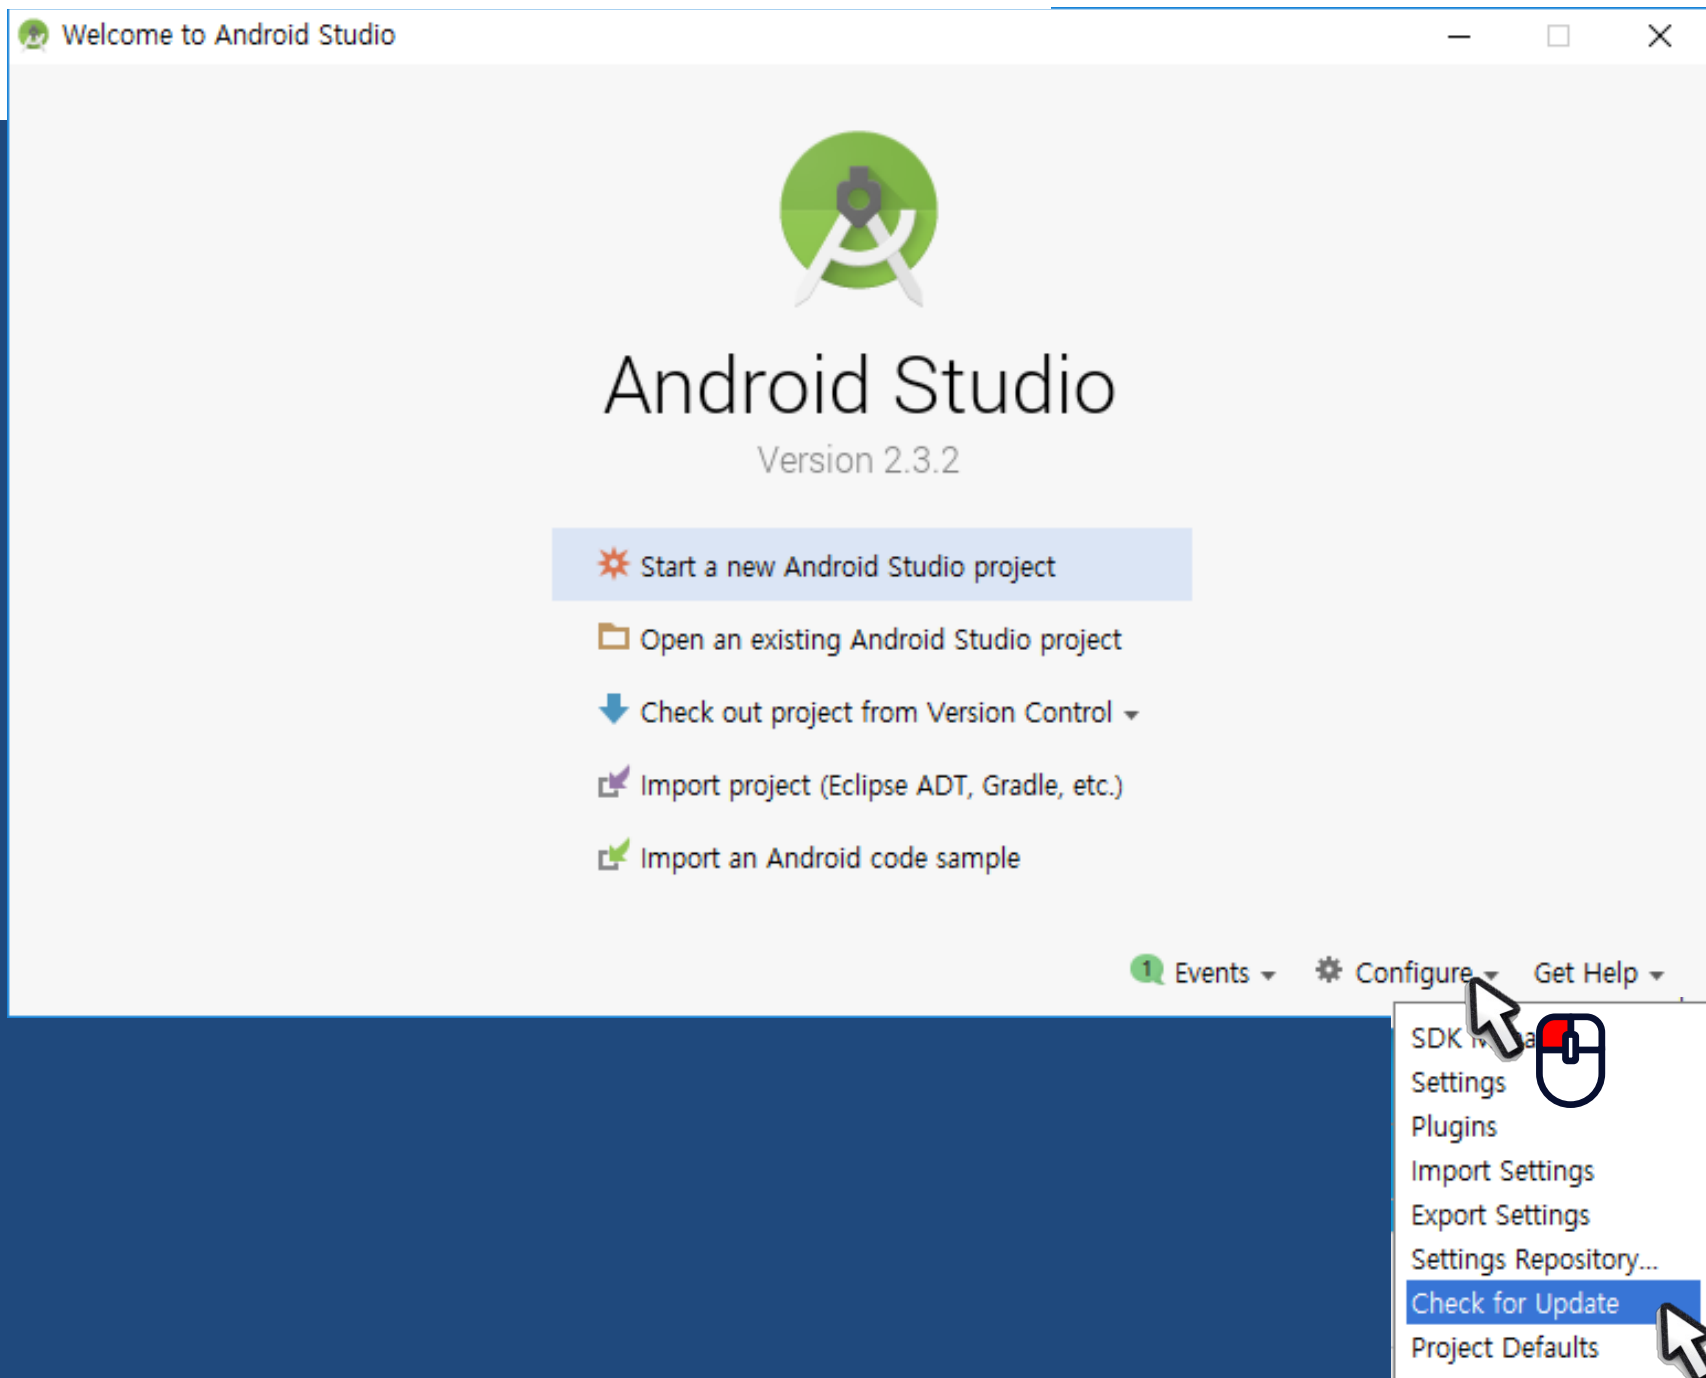 Welcome to Android Studio
Android Studio
Version 2.3.2
Start a new Android Studio project
Open an existing Android Studio project
Check out project from Version Control
Import project (Eclipse ADT, Gradle, etc.)
Import an Android code sample
1 Events Configure Get Help
SDK
Settings
Plugins
Import Settings
Export Settings
Settings Repository...
Check for Update
Project Defaults